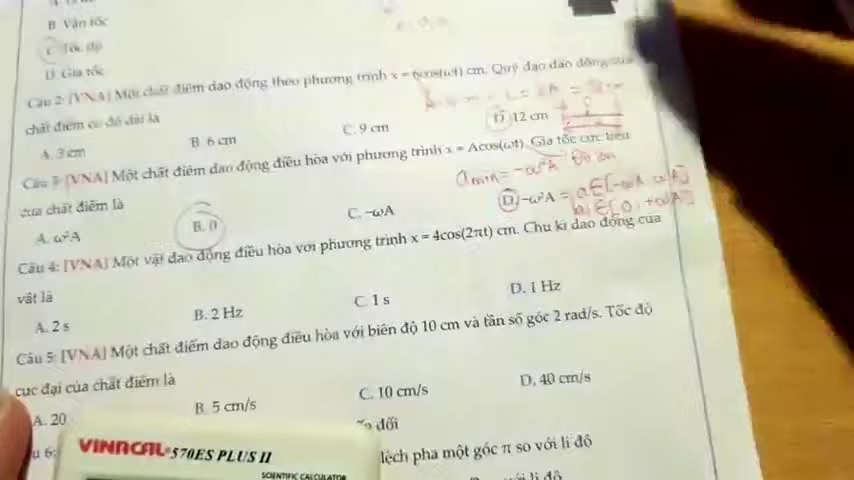 B. Vận tốc
C. Tốc độ
D. Gia tốc
Câu 2: [VNA] Một chất điểm dao động theo phương trình x = 6cos(ωt) cm. Quỹ đạo dao động của
chất điểm có độ dài là
A. 3 cm B. 6 cm C. 9 cm D. 12 cm
Câu 3: [VNA] Một chất điểm dao động điều hòa với phương trình x = Acos(ωt). Gia tốc cực tiểu
của chất điểm là
a min = -ω²A
A. ω²A B. 0 C. -ωA D. -ω²A
Câu 4: [VNA] Một vật dao động điều hòa với phương trình x = 4cos(2πt) cm. Chu kì dao động của
vật là
A. 2 s B. 2 Hz C. 1 s D. 1 Hz
Câu 5: [VNA] Một chất điểm dao động điều hòa với biên độ 10 cm và tần số góc 2 rad/s. Tốc độ
cực đại của chất điểm là
A. 20 B. 5 cm/s C. 10 cm/s D. 40 cm/s
đổi
6: lệch pha một góc π so với li độ
với li độ
VINACAL 570ES PLUS II
SCIENTIFIC CALCULATOR